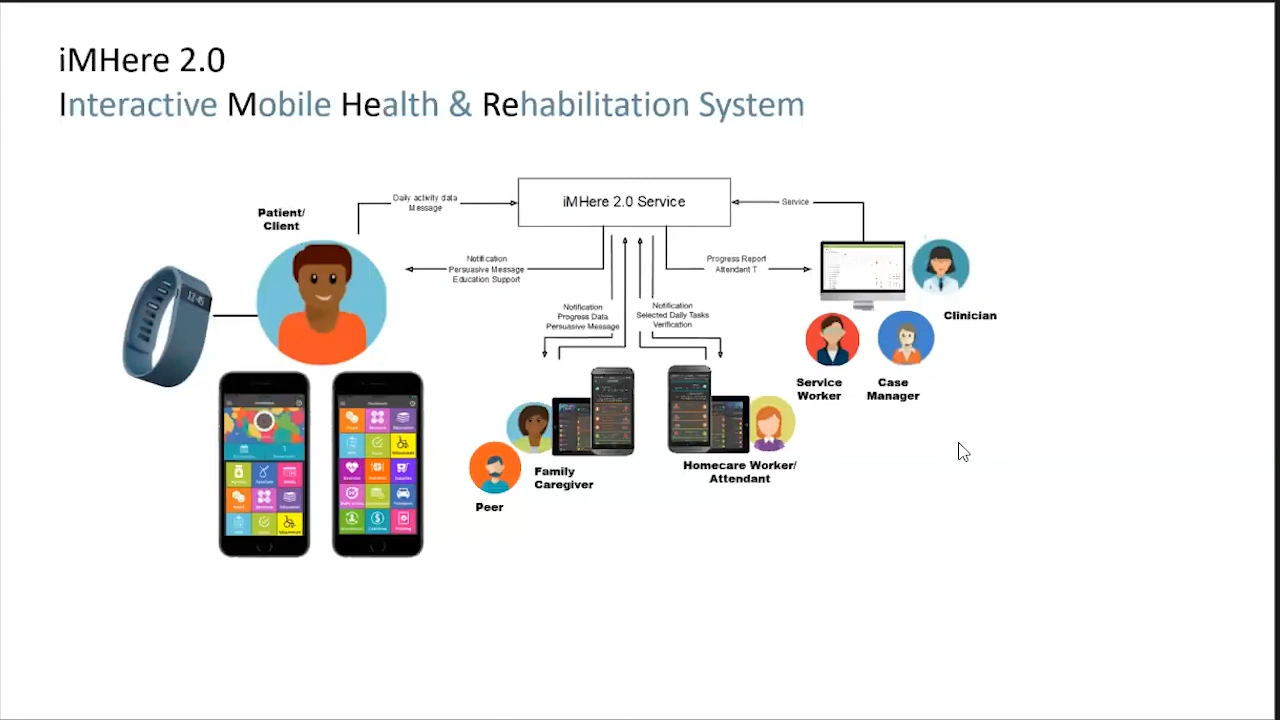 iMHere 2.0
Interactive Mobile Health & Rehabilitation System
iMHere 2.0 Service
Daily activity data
Message
Service
Patient/
Client
Notification
Persuasive Message
Education Support
Progress Report
Attendant T
12:45
Notification
Progress Data
Persuasive Message
Notification
Selected Daily Tasks
Verification
Clinician
Service
Worker
Case
Manager
Family
Caregiver
Homecare Worker/
Attendant
Peer